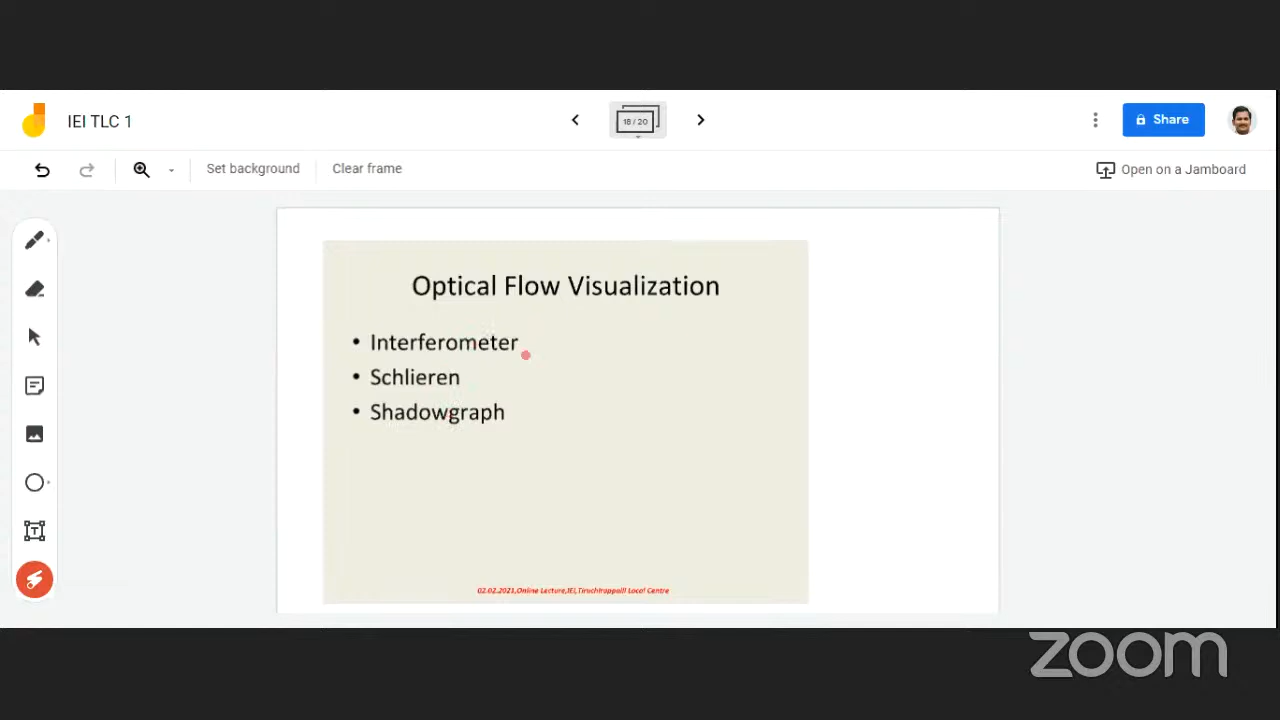 IEI TLC 1
18 / 20
Share
Set background
Clear frame
Open on a Jamboard
Optical Flow Visualization
• Interferometer
• Schlieren
• Shadowgraph
02.02.2021,Online Lecture,IEI,Tiruchirappalli Local Centre
zoom